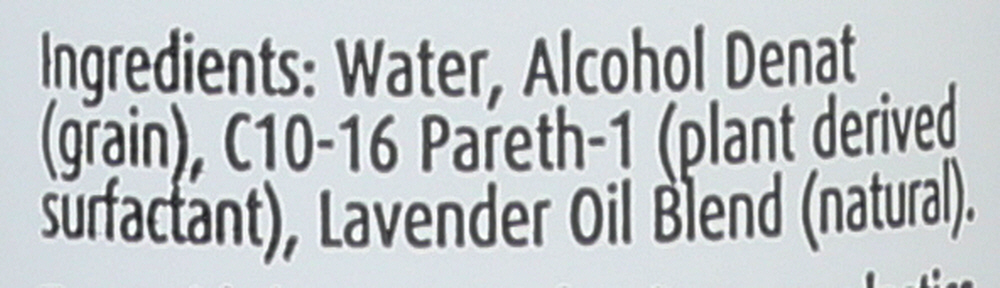 Ingredients: Water, Alcohol Denat
(grain), C10-16 Pareth-1 (plant derived
surfactant), Lavender Oil Blend (natural).